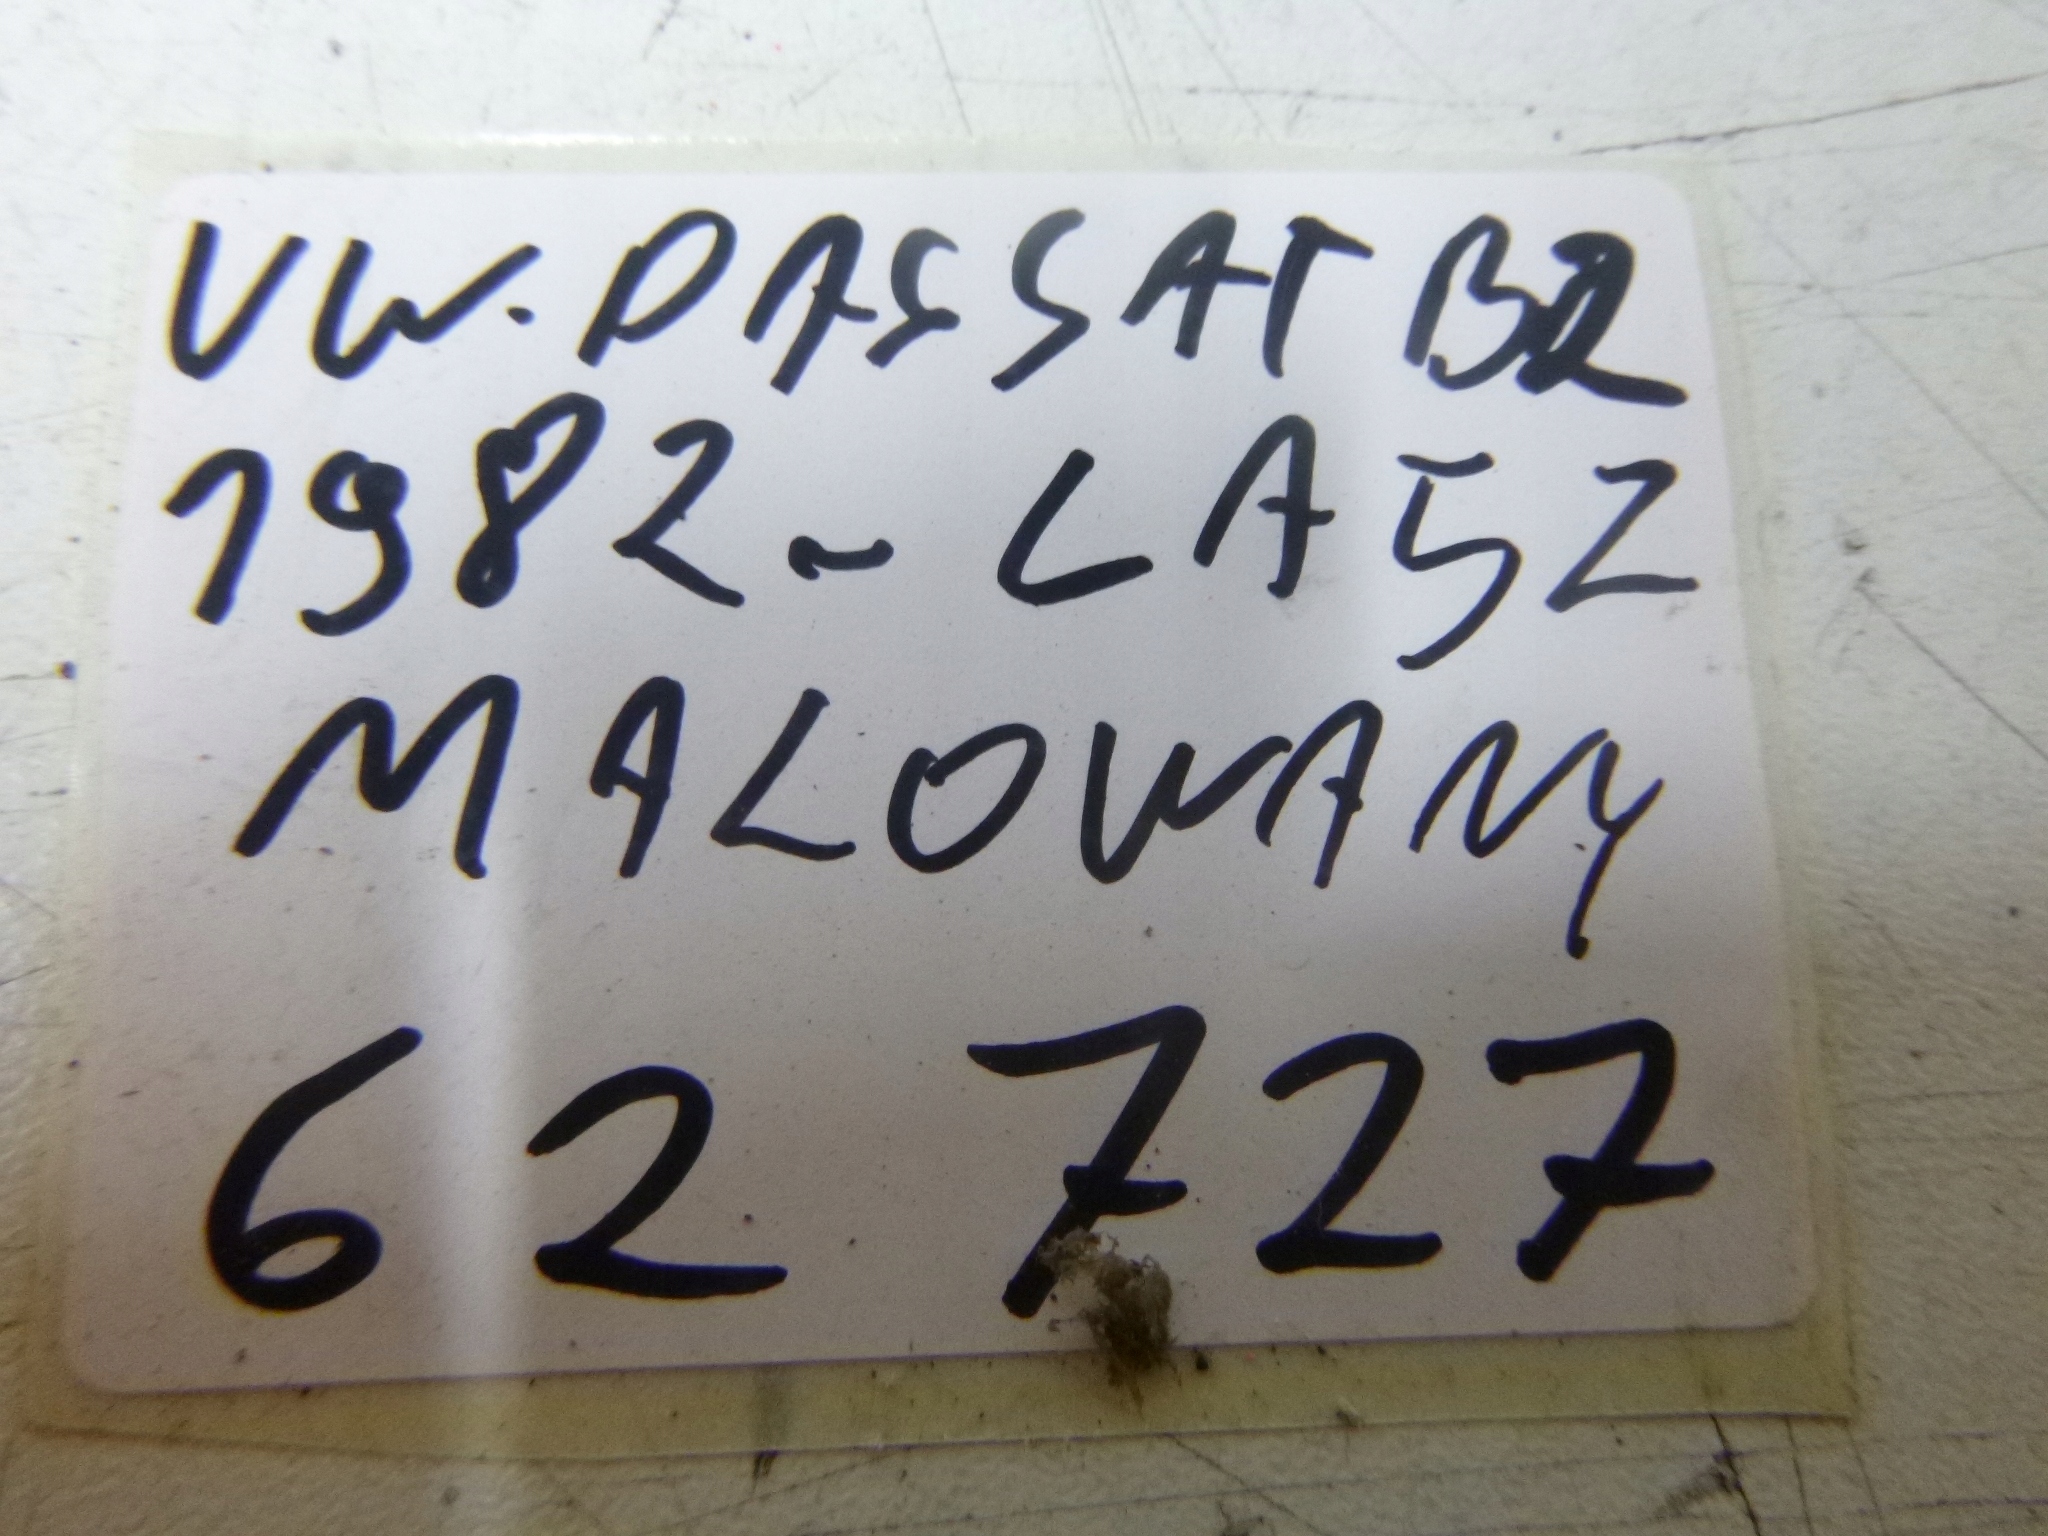 VW. PASSAT B2
1982 - LA5Z
MALOWANY
62 727